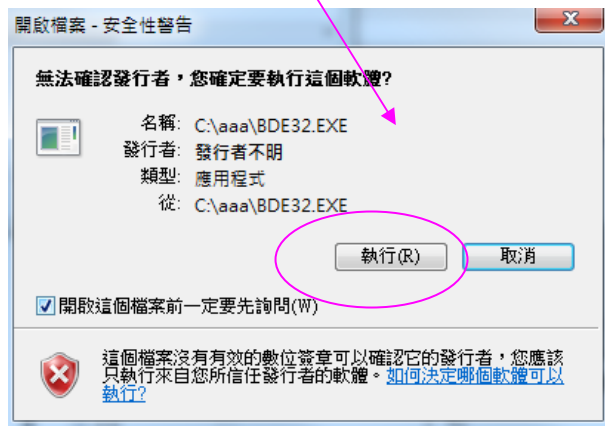 開啟檔案 - 安全性警告
無法確認發行者，您確定要執行這個軟體?
名稱: C:\aaa\BDE32.EXE
發行者: 發行者不明
類型: 應用程式
從: C:\aaa\BDE32.EXE
執行(R) 取消
開啟這個檔案前一定要先詢問(W)
這個檔案沒有有效的數位簽章可以確認它的發行者，您應該
只執行來自您所信任發行者的軟體。如何決定哪個軟體可以
執行?